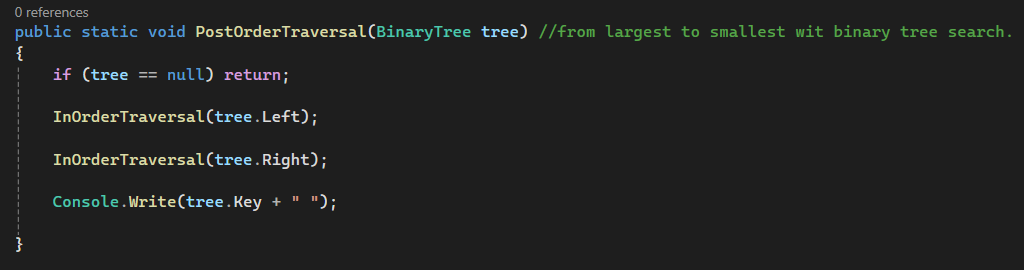 0 references
public static void PostOrderTraversal(BinaryTree tree) //from largest to smallest wit binary tree search.
{
if (tree == null) return;
InOrderTraversal(tree.Left);
InOrderTraversal(tree.Right);
Console.Write(tree.Key + " ");
}